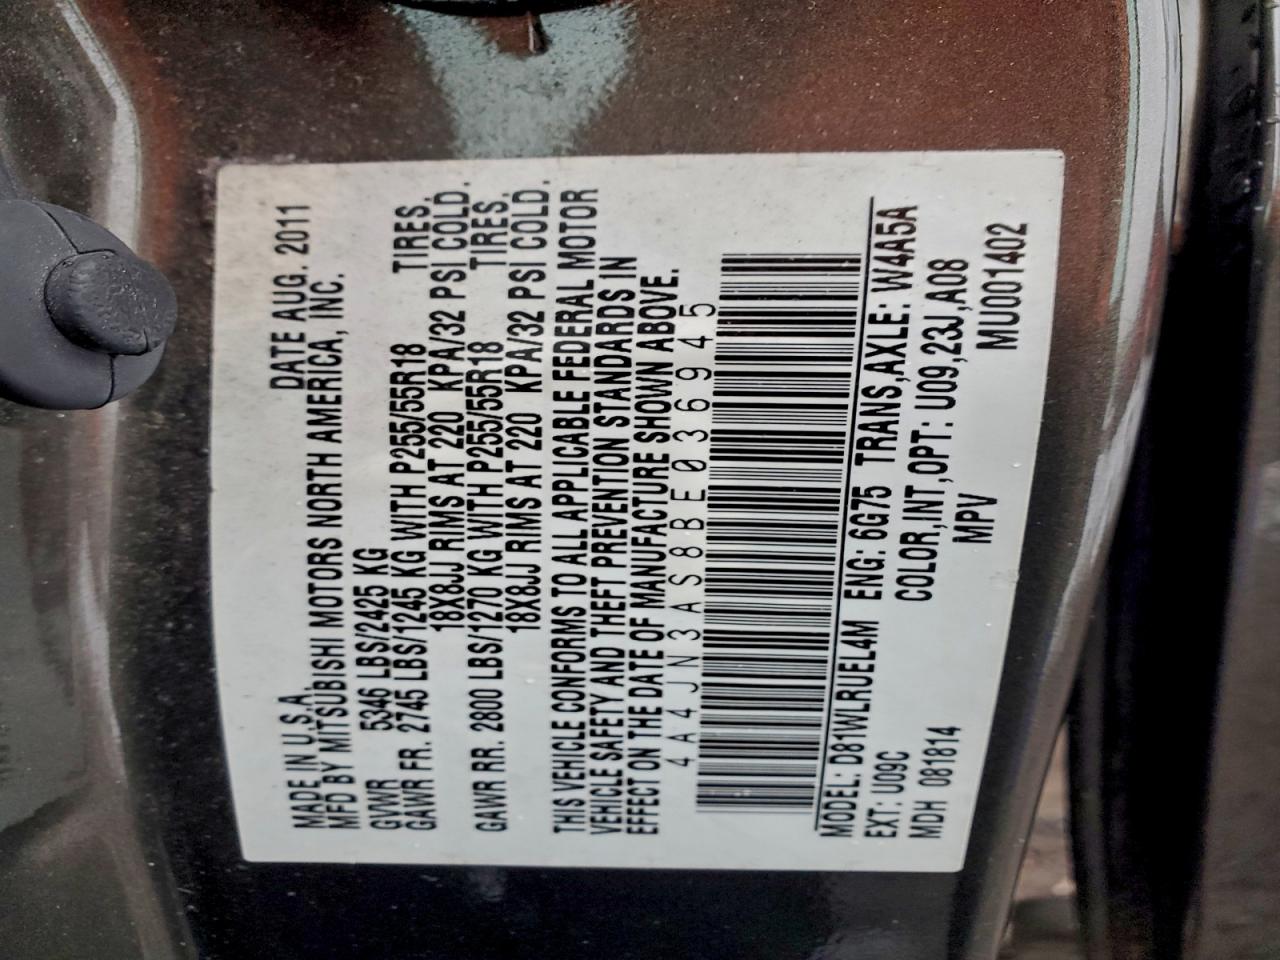 MADE IN U.S.A. DATE AUG. 2011
MFD BY MITSUBISHI MOTORS NORTH AMERICA, INC.
GVWR 5346 LBS/2425 KG
GAWR FR. 2745 LBS/1245 KG WITH P255/55R18 TIRES,
18X8JJ RIMS AT 220 KPA/32 PSI COLD.
GAWR RR. 2800 LBS/1270 KG WITH P255/55R18 TIRES,
18X8JJ RIMS AT 220 KPA/32 PSI COLD.
THIS VEHICLE CONFORMS TO ALL APPLICABLE FEDERAL MOTOR
VEHICLE SAFETY AND THEFT PREVENTION STANDARDS IN
EFFECT ON THE DATE OF MANUFACTURE SHOWN ABOVE.
4A4JN3AS8BE036945
MODEL: D81WLRUEL4M ENG: 6G75 TRANS,AXLE: W4A5A
EXT: U09C COLOR,INT,OPT: U09,23J,A08
MDH 081814 MPV MU001402